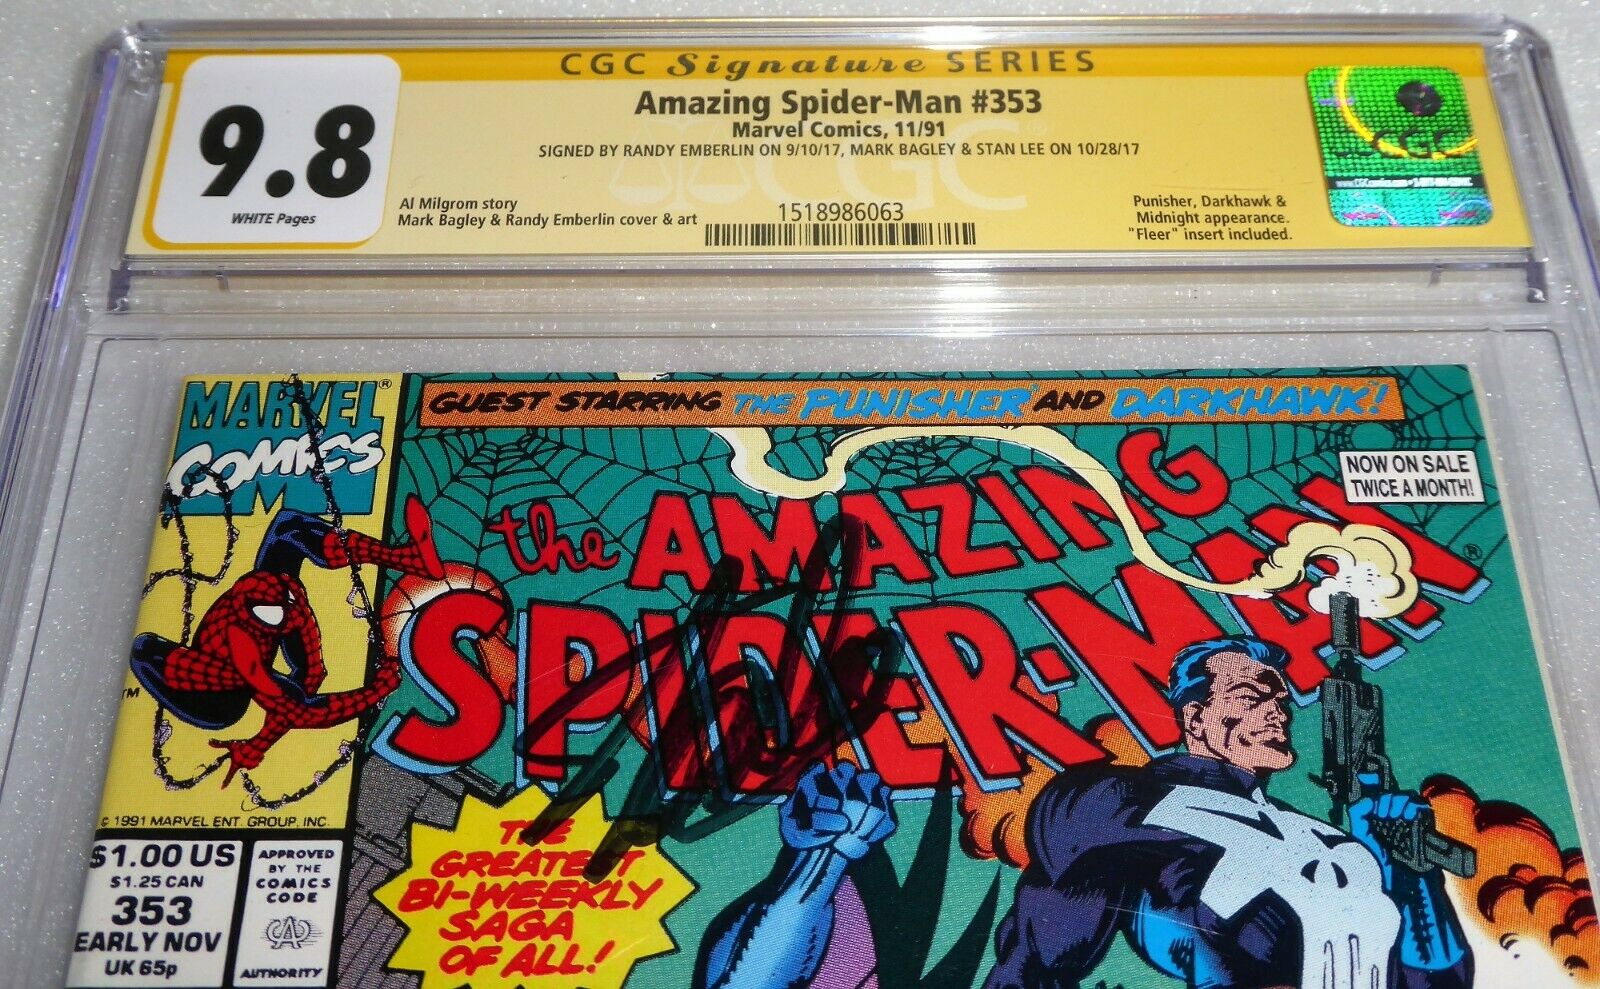 CGC Signature SERIES
9.8
WHITE Pages
Amazing Spider-Man #353
Marvel Comics, 11/91
SIGNED BY RANDY EMBERLIN ON 9/10/17, MARK BAGLEY & STAN LEE ON 10/28/17
Al Milgrom story
Mark Bagley & Randy Emberlin cover & art
1518986063
Punisher, Darkhawk &
Midnight appearance.
"Fleer" insert included.
CGC
CGC
MARVEL®
COMICS
GUEST STARRING THE PUNISHER AND DARKHAWK!
NOW ON SALE
TWICE A MONTH!
the AMAZING
SPIDER-MAN®
TM
© 1991 MARVEL ENT. GROUP, INC.
$1.00 US
$1.25 CAN
353
EARLY NOV
UK 65p
APPROVED
BY THE
COMICS
CODE
CA
AUTHORITY
THE
GREATEST
BI-WEEKLY
SAGA
OF ALL!